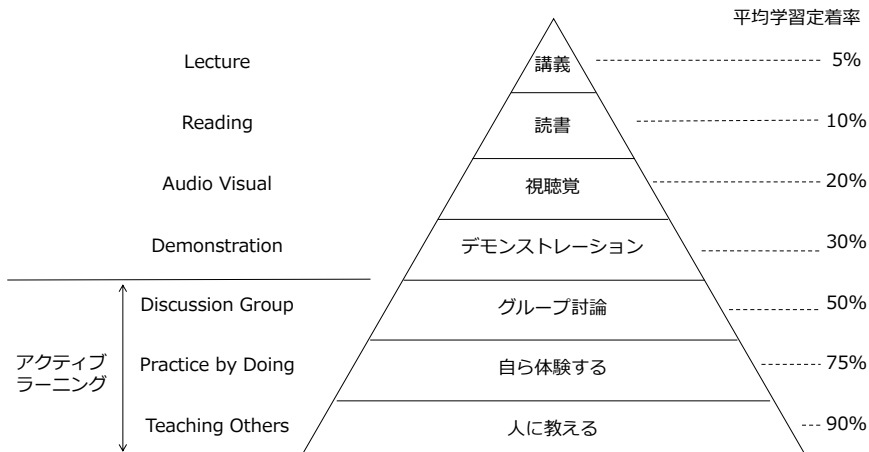 平均学習定着率
Lecture 講義 5%
Reading 読書 10%
Audio Visual 視聴覚 20%
Demonstration デモンストレーション 30%
Discussion Group グループ討論 50%
アクティブ
ラーニング
Practice by Doing 自ら体験する 75%
Teaching Others 人に教える 90%